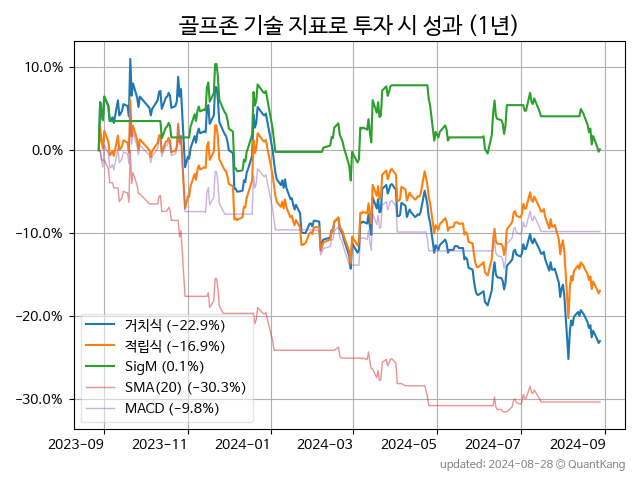 골프존 기술 지표로 투자 시 성과 (1년)
10.0%
0.0%
−10.0%
−20.0%
−30.0%
거치식 (−22.9%)
적립식 (−16.9%)
SigM (0.1%)
SMA(20) (−30.3%)
MACD (−9.8%)
2023−09 2023−11 2024−01 2024−03 2024−05 2024−07 2024−09
updated: 2024−08−28 © QuantKang